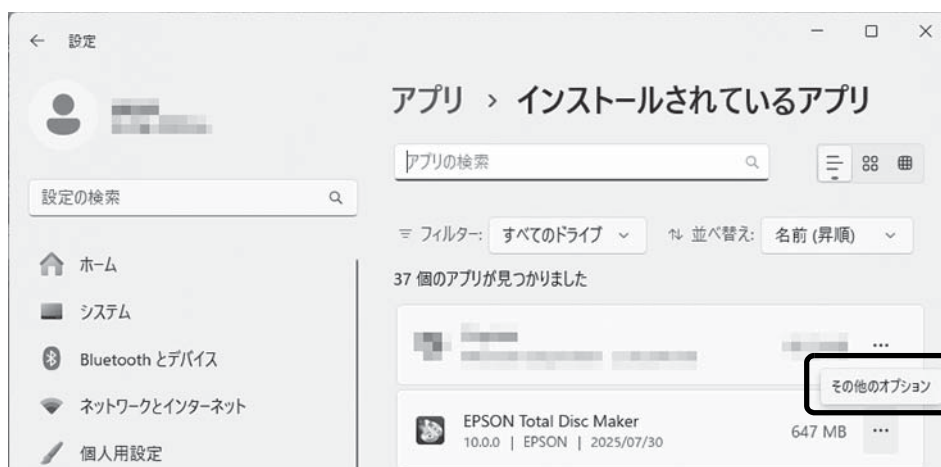 設定
アプリ › インストールされているアプリ
アプリの検索
設定の検索
フィルター: すべてのドライブ 並べ替え: 名前 (昇順)
37 個のアプリが見つかりました
ホーム
システム
Bluetooth とデバイス
ネットワークとインターネット
個人用設定
その他のオプション
EPSON Total Disc Maker
10.0.0 | EPSON | 2025/07/30
647 MB